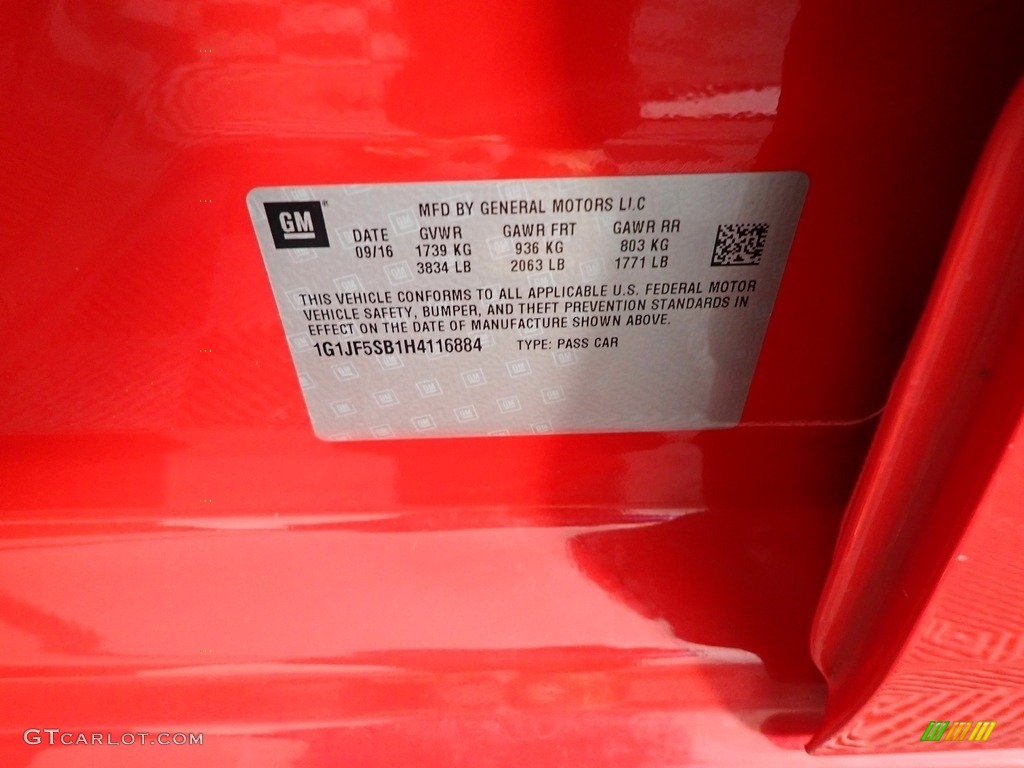 GM
MFD BY GENERAL MOTORS LLC
DATE GVWR GAWR FRT GAWR RR
09/16 1739 KG 936 KG 803 KG
3834 LB 2063 LB 1771 LB
THIS VEHICLE CONFORMS TO ALL APPLICABLE U.S. FEDERAL MOTOR
VEHICLE SAFETY, BUMPER, AND THEFT PREVENTION STANDARDS IN
EFFECT ON THE DATE OF MANUFACTURE SHOWN ABOVE.
1G1JF5SB1H4116884 TYPE: PASS CAR
GTCARLOT.COM